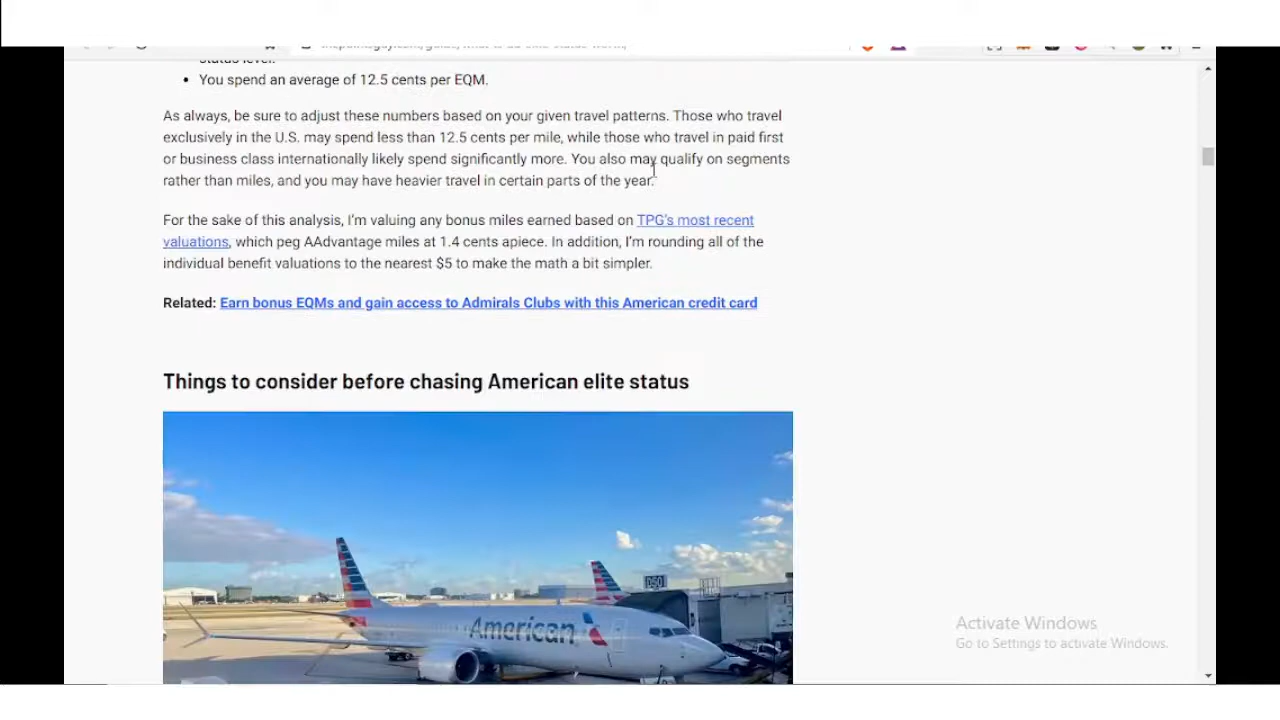 status level.
• You spend an average of 12.5 cents per EQM.
As always, be sure to adjust these numbers based on your given travel patterns. Those who travel
exclusively in the U.S. may spend less than 12.5 cents per mile, while those who travel in paid first
or business class internationally likely spend significantly more. You also may qualify on segments
rather than miles, and you may have heavier travel in certain parts of the year.
For the sake of this analysis, I’m valuing any bonus miles earned based on TPG’s most recent
valuations, which peg AAdvantage miles at 1.4 cents apiece. In addition, I’m rounding all of the
individual benefit valuations to the nearest $5 to make the math a bit simpler.
Related: Earn bonus EQMs and gain access to Admirals Clubs with this American credit card
Things to consider before chasing American elite status
D50
American
Activate Windows
Go to Settings to activate Windows.